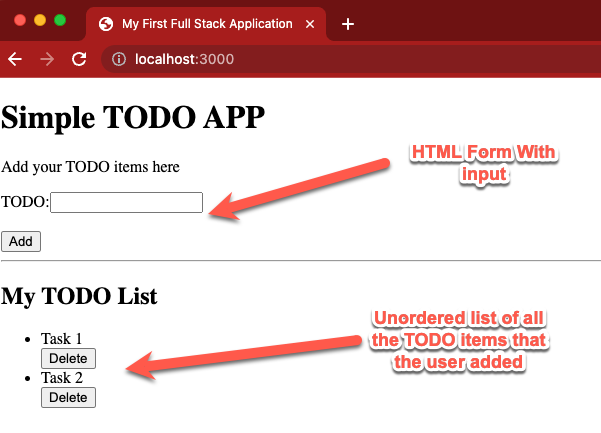 My First Full Stack Application
localhost:3000
Simple TODO APP
HTML Form With
input
Add your TODO items here
TODO:
Add
My TODO List
Unordered list of all
the TODO items that
the user added
Task 1
Delete
Task 2
Delete